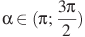 α ∈ (π; 3π/2)